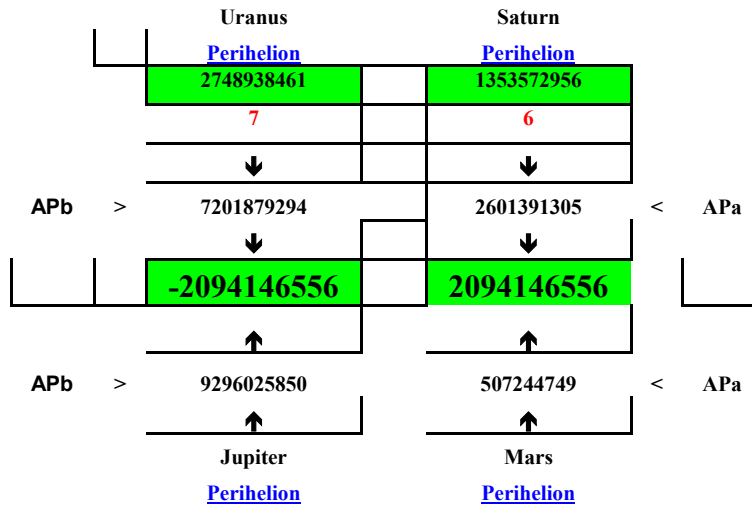 Uranus Saturn
Perihelion Perihelion
2748938461 1353572956
7 6
🡻 🡻
APb > 7201879294 2601391305 < APa
🡻 🡻
-2094146556 2094146556
🡹 🡹
APb > 9296025850 507244749 < APa
🡹 🡹
Jupiter Mars
Perihelion Perihelion